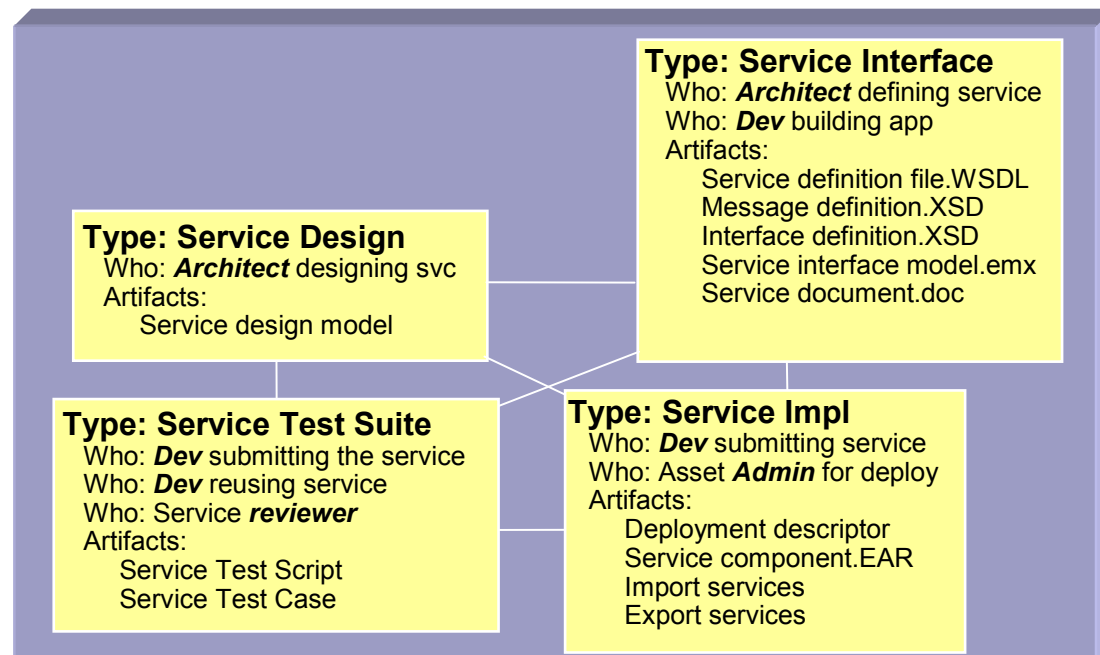 Type: Service Interface
Who: Architect defining service
Who: Dev building app
Artifacts:
Service definition file.WSDL
Message definition.XSD
Interface definition.XSD
Service interface model.emx
Service document.doc
Type: Service Design
Who: Architect designing svc
Artifacts:
Service design model
Type: Service Test Suite
Who: Dev submitting the service
Who: Dev reusing service
Who: Service reviewer
Artifacts:
Service Test Script
Service Test Case
Type: Service Impl
Who: Dev submitting service
Who: Asset Admin for deploy
Artifacts:
Deployment descriptor
Service component.EAR
Import services
Export services